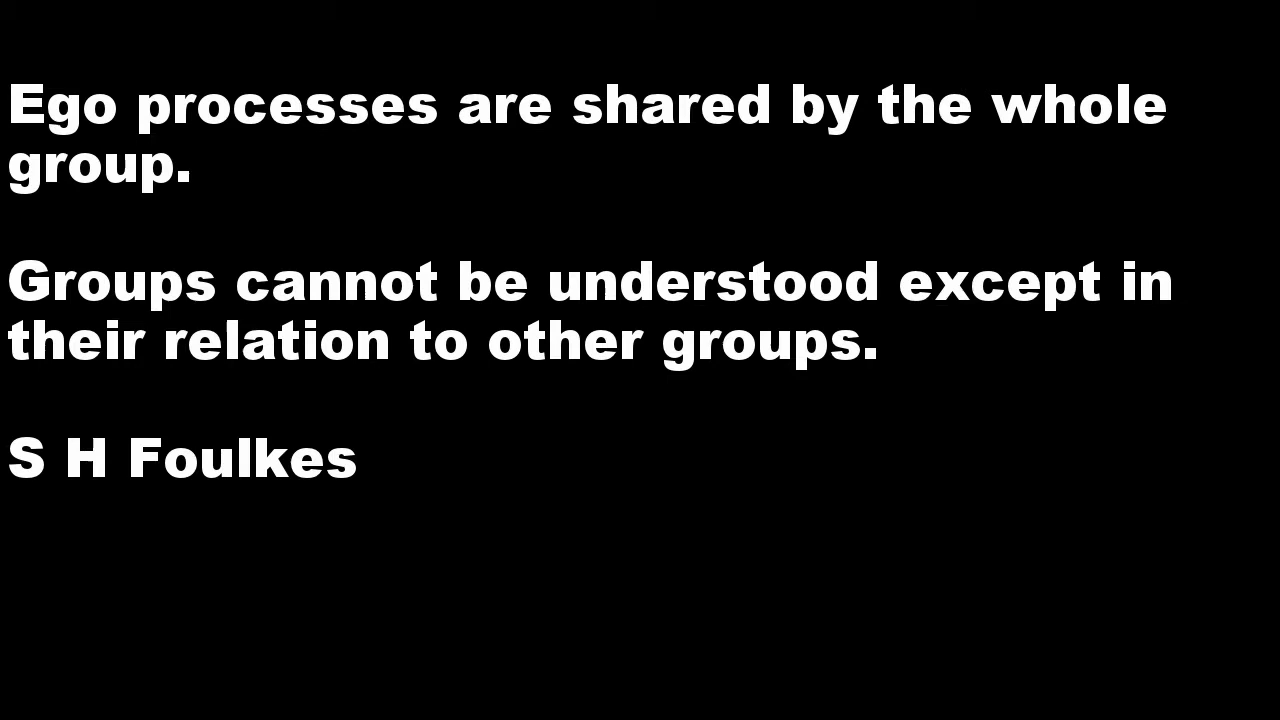 Ego processes are shared by the whole
group.
Groups cannot be understood except in
their relation to other groups.
S H Foulkes